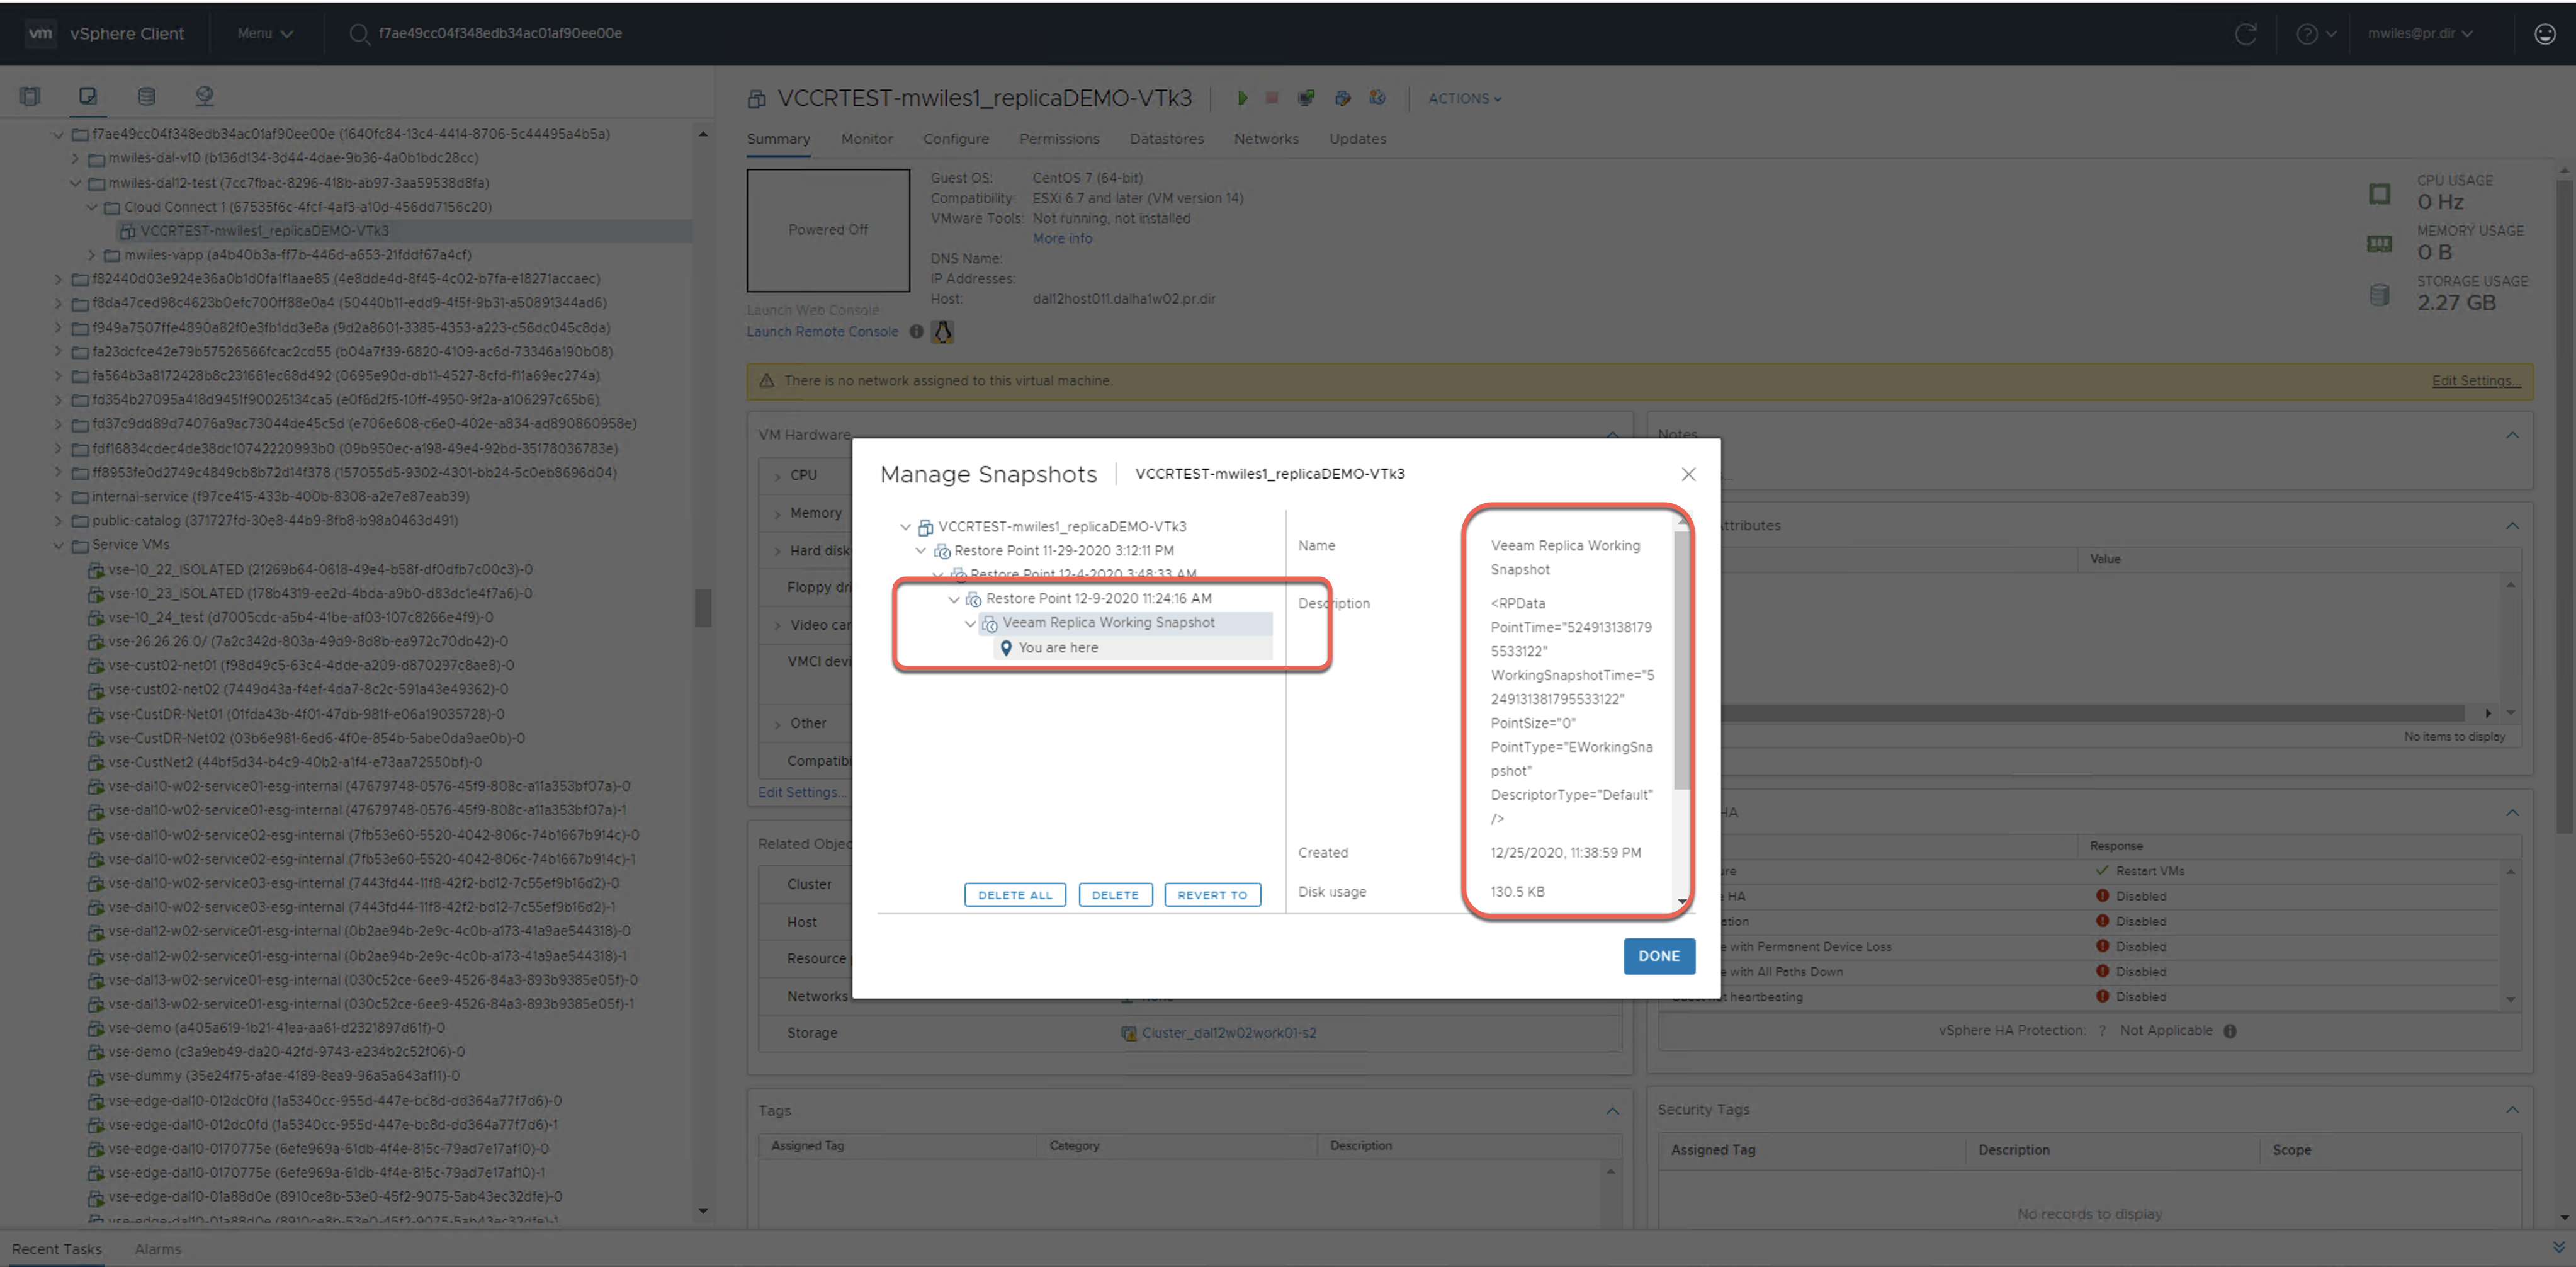 vm vSphere Client Menu f7ae49cc04f348edb34ac01af90ee00e mwiles@pr.dir
f7ae49cc04f348edb34ac01af90ee00e (1640fc84-13c4-4414-8706-5c44495a4b5a)
mwiles-dal-v10 (b136d134-3d44-4dae-9b36-4a0b1bdc28cc)
mwiles-dal12-test (7cc7fbac-8296-418b-ab97-3aa59538d8fa)
Cloud Connect 1 (67535f6c-4fcf-4af3-a10d-456dd7156c20)
VCCRTEST-mwiles1_replicaDEMO-VTk3
mwiles-vapp (a4b40b3a-ff7b-446d-a653-21fddf67a4cf)
f82440d03e924e36a0b1d0fa1f1aae85 (4e8dde4d-8f45-4c02-b7fa-e18271accaec)
f8da47ced98c4623b0efc700ff88e0a4 (50440b11-edd9-4f5f-9b31-a50891344ad6)
f949a7507ffe4890a82f0e3fb1dd3e8a (9d2a8601-3385-4353-a223-c56dc045c8da)
fa23dcfce42e79b57526566fcac2cd55 (b04a7f39-6820-4109-ac6d-73346a190b08)
fa564b3a8172428b8c231661ec68d492 (0695e90d-db11-4527-8cfd-f11a69ec274a)
fd354b27095a418d9451f90025134ca5 (e0f6d2f5-10ff-4950-9f2a-a106297c65b6)
fd37c9dd89d74076a9ac73044de45c5d (e706e608-c6e0-402e-a834-ad890860958e)
fdf16834cdec4de38dc10742220993b0 (09b950ec-a198-49e4-92bd-35178036783e)
ff8953fe0d2749c4849cb8b72d14f378 (157055d5-9302-4301-bb24-5c0eb8696d04)
internal-service (f97ce415-433b-400b-8308-a2e7e87eab39)
public-catalog (371727fd-30e8-44b9-8fb8-b98a0463d491)
Service VMs
vse-10_22_ISOLATED (21269b64-0618-49e4-b58f-df0dfb7c00c3)-0
vse-10_23_ISOLATED (178b4319-ee2d-4bda-a9b0-d83dc1e4f7a6)-0
vse-10_24_test (d7005cdc-a5b4-41be-af03-107c8266e4f9)-0
vse-26.26.26.0/ (7a2c342d-803a-49d9-8d8b-ea972c70db42)-0
vse-cust02-net01 (f98d49c5-63c4-4dde-a209-d870297c8ae8)-0
vse-cust02-net02 (7449d43a-f4ef-4da7-8c2c-591a43e49362)-0
vse-CustDR-Net01 (01fda43b-4f01-47db-981f-e06a19035728)-0
vse-CustDR-Net02 (03b6e981-6ed6-4f0e-854b-5abe0da9ae0b)-0
vse-CustNet2 (44bf5d34-b4c9-40b2-a1f4-e73aa72550bf)-0
vse-dal10-w02-service01-esg-internal (47679748-0576-45f9-808c-a11a353bf07a)-0
vse-dal10-w02-service01-esg-internal (47679748-0576-45f9-808c-a11a353bf07a)-1
vse-dal10-w02-service02-esg-internal (7fb53e60-5520-4042-806c-74b1667b914c)-0
vse-dal10-w02-service02-esg-internal (7fb53e60-5520-4042-806c-74b1667b914c)-1
vse-dal10-w02-service03-esg-internal (7443fd44-11f8-42f2-bd12-7c55ef9b16d2)-0
vse-dal10-w02-service03-esg-internal (7443fd44-11f8-42f2-bd12-7c55ef9b16d2)-1
vse-dal12-w02-service01-esg-internal (0b2ae94b-2e9c-4c0b-a173-41a9ae544318)-0
vse-dal12-w02-service01-esg-internal (0b2ae94b-2e9c-4c0b-a173-41a9ae544318)-1
vse-dal13-w02-service01-esg-internal (030c52ce-6ee9-4526-84a3-893b9385e05f)-0
vse-dal13-w02-service01-esg-internal (030c52ce-6ee9-4526-84a3-893b9385e05f)-1
vse-demo (a405a619-1b21-41ea-aa61-d2321897d61f)-0
vse-demo (c3a9eb49-da20-42fd-9743-e234b2c52f06)-0
vse-dummy (35e24f75-afae-4189-8ea9-96a5a643af11)-0
vse-edge-dal10-012dc0fd (1a5340cc-955d-447e-bc8d-dd364a77f7d6)-0
vse-edge-dal10-012dc0fd (1a5340cc-955d-447e-bc8d-dd364a77f7d6)-1
vse-edge-dal10-0170775e (6efe969a-61db-4f4e-815c-79ad7e17af10)-0
vse-edge-dal10-0170775e (6efe969a-61db-4f4e-815c-79ad7e17af10)-1
vse-edge-dal10-01a88d0e (8910ce8b-53e0-45f2-9075-5ab43ec32dfe)-0
vse-edge-dal10-01a88d0e (8910ce8b-53e0-45f2-9075-5ab43ec32dfe)-1
VCCRTEST-mwiles1_replicaDEMO-VTk3 ACTIONS
Summary Monitor Configure Permissions Datastores Networks Updates
Powered Off
Guest OS: CentOS 7 (64-bit)
Compatibility: ESXi 6.7 and later (VM version 14)
VMware Tools: Not running, not installed
More info
DNS Name:
IP Addresses:
Host: dal12host011.dalha1w02.pr.dir
Launch Web Console
Launch Remote Console
CPU USAGE
0 Hz
MEMORY USAGE
0 B
STORAGE USAGE
2.27 GB
There is no network assigned to this virtual machine. Edit Settings...
VM Hardware
CPU
Memory
Hard disk
Floppy dri
Video car
VMCI devi
Other
Compatibi
Edit Settings...
Related Objec
Cluster
Host
Resource
Networks
Storage Cluster_dal12w02work01-s2
Tags
Assigned Tag Category Description
Notes
ttributes
Value
No items to display
HA
Response
ure Restart VMs
HA Disabled
ation Disabled
e with Permanent Device Loss Disabled
e with All Paths Down Disabled
heartbeating Disabled
vSphere HA Protection: ? Not Applicable
Security Tags
Assigned Tag Description Scope
No records to display
Manage Snapshots VCCRTEST-mwiles1_replicaDEMO-VTk3
VCCRTEST-mwiles1_replicaDEMO-VTk3
Restore Point 11-29-2020 3:12:11 PM
Restore Point 12-4-2020 3:48:33 AM
Restore Point 12-9-2020 11:24:16 AM
Veeam Replica Working Snapshot
You are here
DELETE ALL DELETE REVERT TO
Name Veeam Replica Working
Snapshot
Description <RPData
PointTime="524913138179
5533122"
WorkingSnapshotTime="5
249131381795533122"
PointSize="0"
PointType="EWorkingSna
pshot"
DescriptorType="Default"
/>
Created 12/25/2020, 11:38:59 PM
Disk usage 130.5 KB
DONE
Recent Tasks Alarms